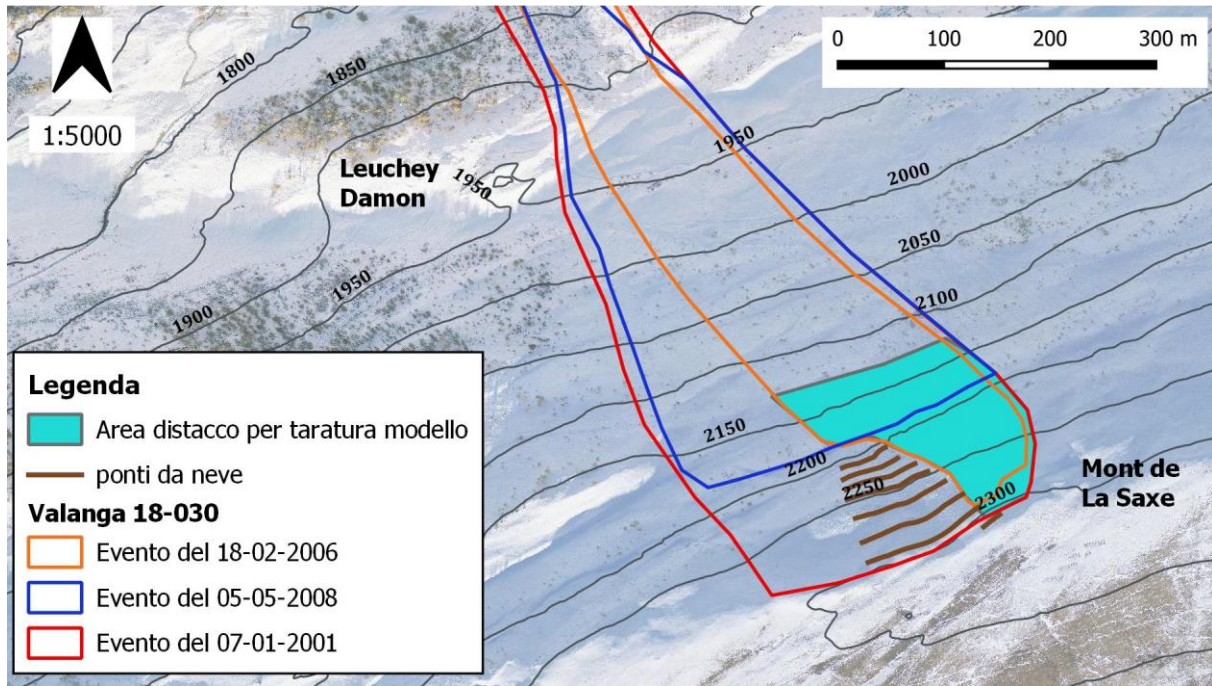 1:5000
0 100 200 300 m
1800
1850
1950
Leuchey
Damon
1950
2000
2050
1950
2100
1900
2150
2200
2250
2300
Mont de
La Saxe
Legenda
Area distacco per taratura modello
ponti da neve
Valanga 18-030
Evento del 18-02-2006
Evento del 05-05-2008
Evento del 07-01-2001